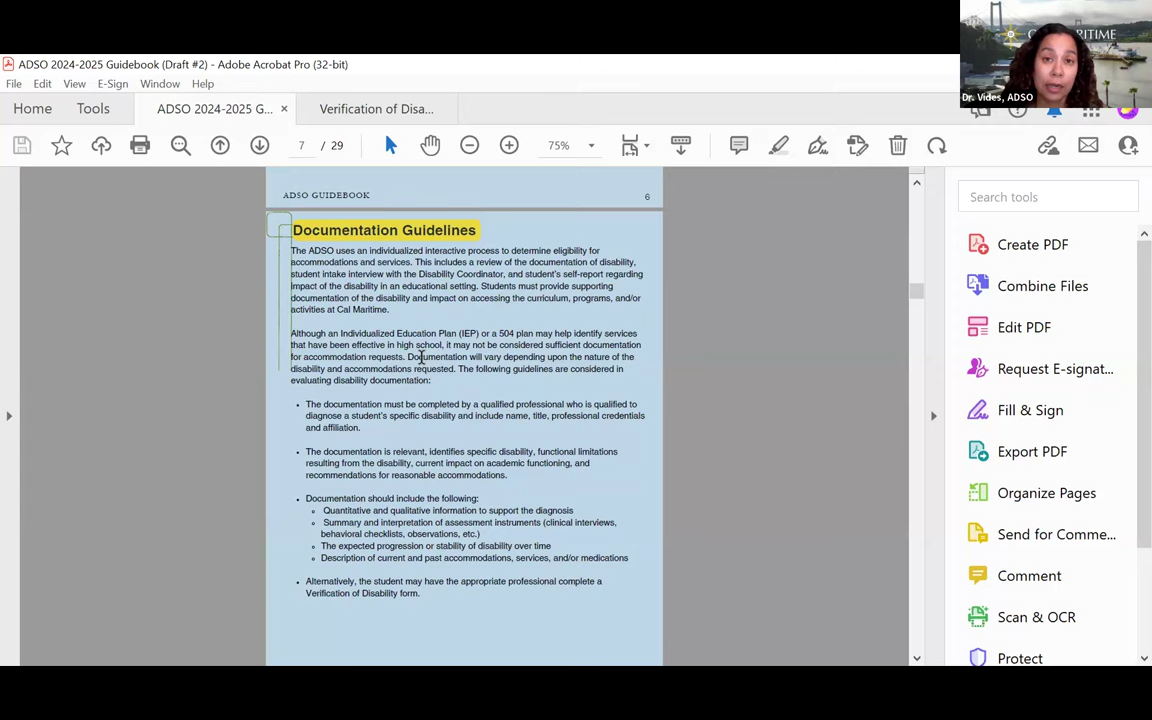 ADSO 2024-2025 Guidebook (Draft #2) - Adobe Acrobat Pro (32-bit)
File Edit View E-Sign Window Help
Home Tools ADSO 2024-2025 G... × Verification of Disa...
7 / 29 75%
Dr. Vides, ADSO
ADSO GUIDEBOOK 6
Documentation Guidelines
The ADSO uses an individualized interactive process to determine eligibility for
accommodations and services. This includes a review of the documentation of disability,
student intake interview with the Disability Coordinator, and student's self-report regarding
impact of the disability in an educational setting. Students must provide supporting
documentation of the disability and impact on accessing the curriculum, programs, and/or
activities at Cal Maritime.
Although an Individualized Education Plan (IEP) or a 504 plan may help identify services
that have been effective in high school, it may not be considered sufficient documentation
for accommodation requests. Documentation will vary depending upon the nature of the
disability and accommodations requested. The following guidelines are considered in
evaluating disability documentation:
• The documentation must be completed by a qualified professional who is qualified to
diagnose a student's specific disability and include name, title, professional credentials
and affiliation.
• The documentation is relevant, identifies specific disability, functional limitations
resulting from the disability, current impact on academic functioning, and
recommendations for reasonable accommodations.
• Documentation should include the following:
Quantitative and qualitative information to support the diagnosis
Summary and interpretation of assessment instruments (clinical interviews,
behavioral checklists, observations, etc.)
The expected progression or stability of disability over time
Description of current and past accommodations, services, and/or medications
• Alternatively, the student may have the appropriate professional complete a
Verification of Disability form.
Search tools
Create PDF
Combine Files
Edit PDF
Request E-signat...
Fill & Sign
Export PDF
Organize Pages
Send for Comme...
Comment
Scan & OCR
Protect